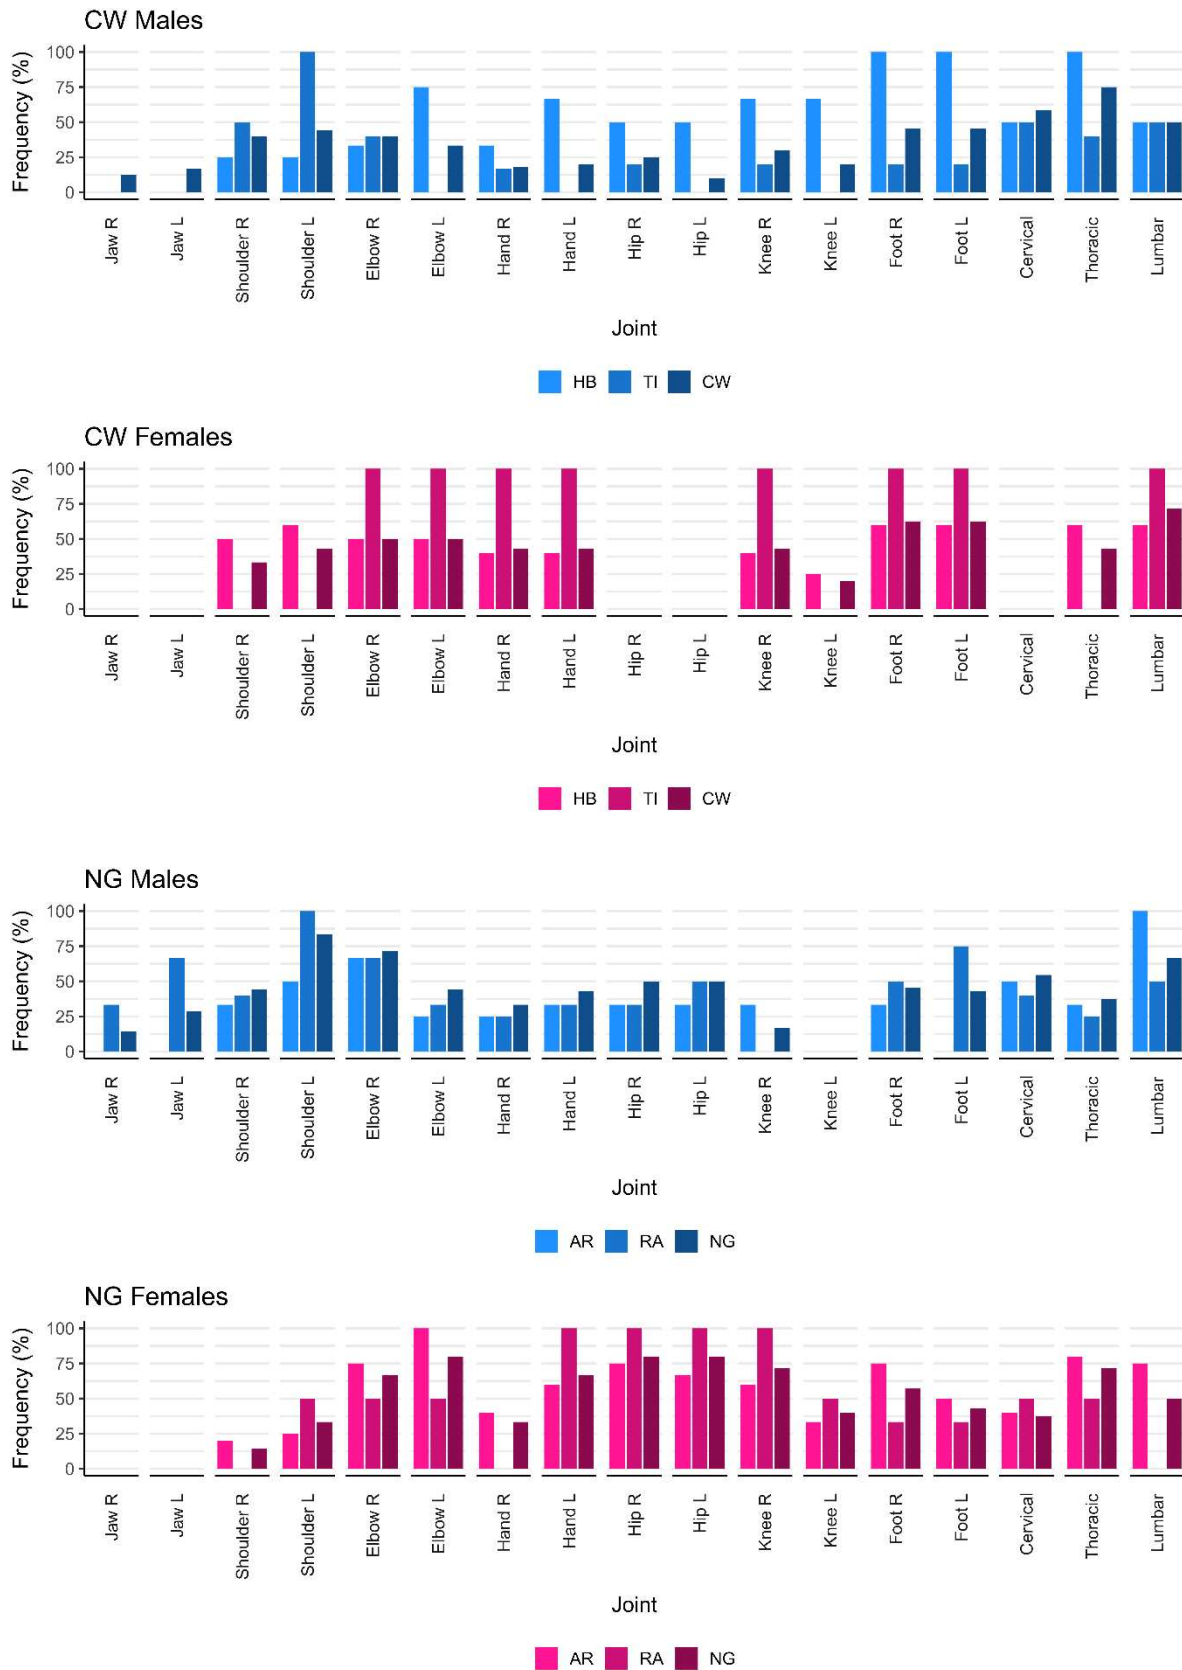 CW Males
Frequency (%)
100
75
50
25
0
Jaw R
Jaw L
Shoulder R
Shoulder L
Elbow R
Elbow L
Hand R
Hand L
Hip R
Hip L
Knee R
Knee L
Foot R
Foot L
Cervical
Thoracic
Lumbar
Joint
HB TI CW
CW Females
Frequency (%)
100
75
50
25
0
Jaw R
Jaw L
Shoulder R
Shoulder L
Elbow R
Elbow L
Hand R
Hand L
Hip R
Hip L
Knee R
Knee L
Foot R
Foot L
Cervical
Thoracic
Lumbar
Joint
HB TI CW
NG Males
Frequency (%)
100
75
50
25
0
Jaw R
Jaw L
Shoulder R
Shoulder L
Elbow R
Elbow L
Hand R
Hand L
Hip R
Hip L
Knee R
Knee L
Foot R
Foot L
Cervical
Thoracic
Lumbar
Joint
AR RA NG
NG Females
Frequency (%)
100
75
50
25
0
Jaw R
Jaw L
Shoulder R
Shoulder L
Elbow R
Elbow L
Hand R
Hand L
Hip R
Hip L
Knee R
Knee L
Foot R
Foot L
Cervical
Thoracic
Lumbar
Joint
AR RA NG